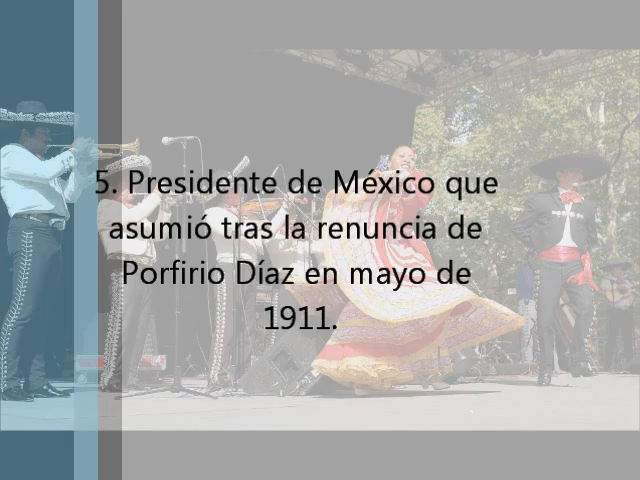 5. Presidente de México que
asumió tras la renuncia de
Porfirio Díaz en mayo de
1911.